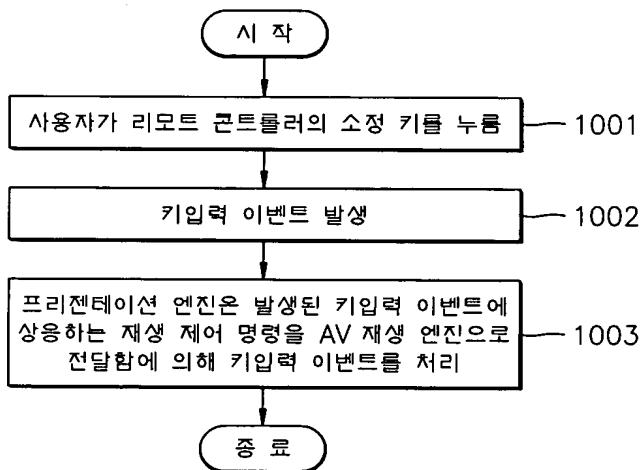 시 작
사용자가 리모트 콘트롤러의 소정 키를 누름
1001
키입력 이벤트 발생
1002
프리젠테이션 엔진은 발생된 키입력 이벤트에
상응하는 재생 제어 명령을 AV 재생 엔진으로
전달함에 의해 키입력 이벤트를 처리
1003
종 료